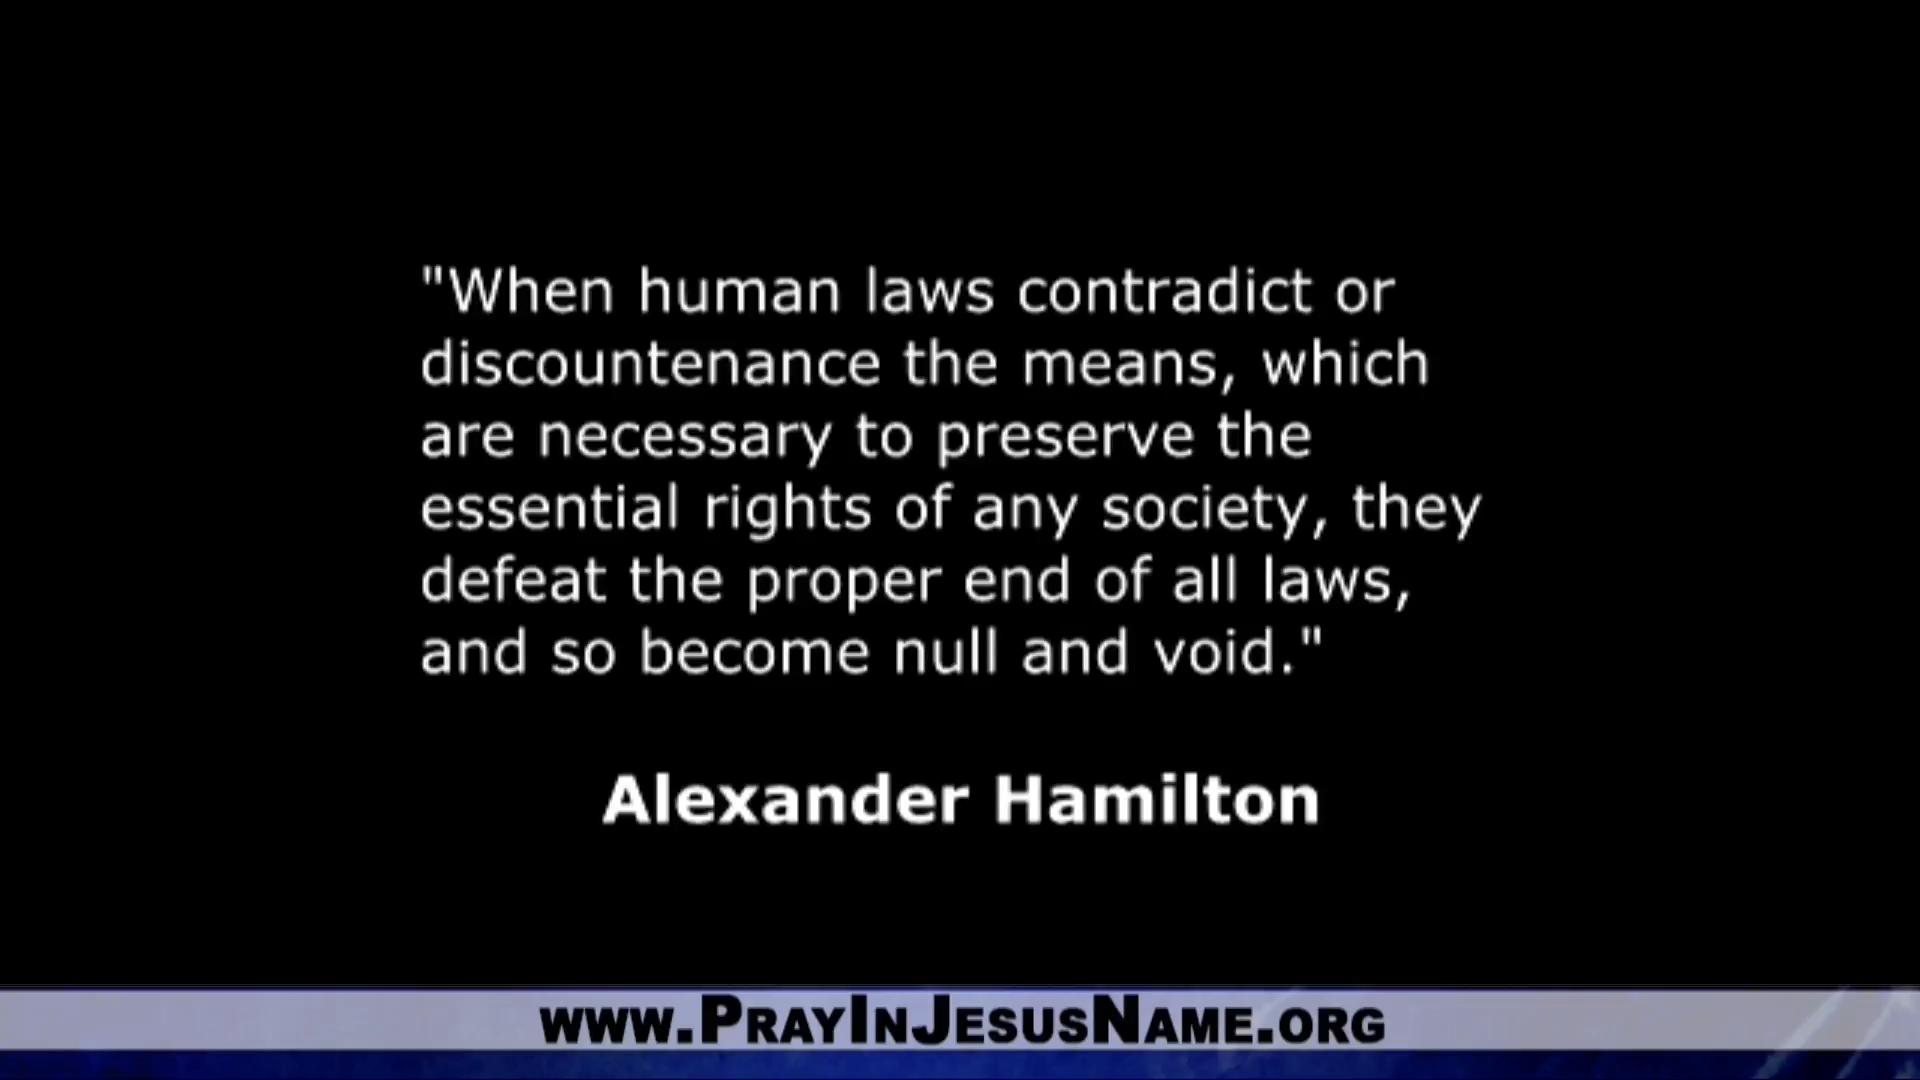 "When human laws contradict or
discountenance the means, which
are necessary to preserve the
essential rights of any society, they
defeat the proper end of all laws,
and so become null and void."
Alexander Hamilton
www.PrayInJesusName.org